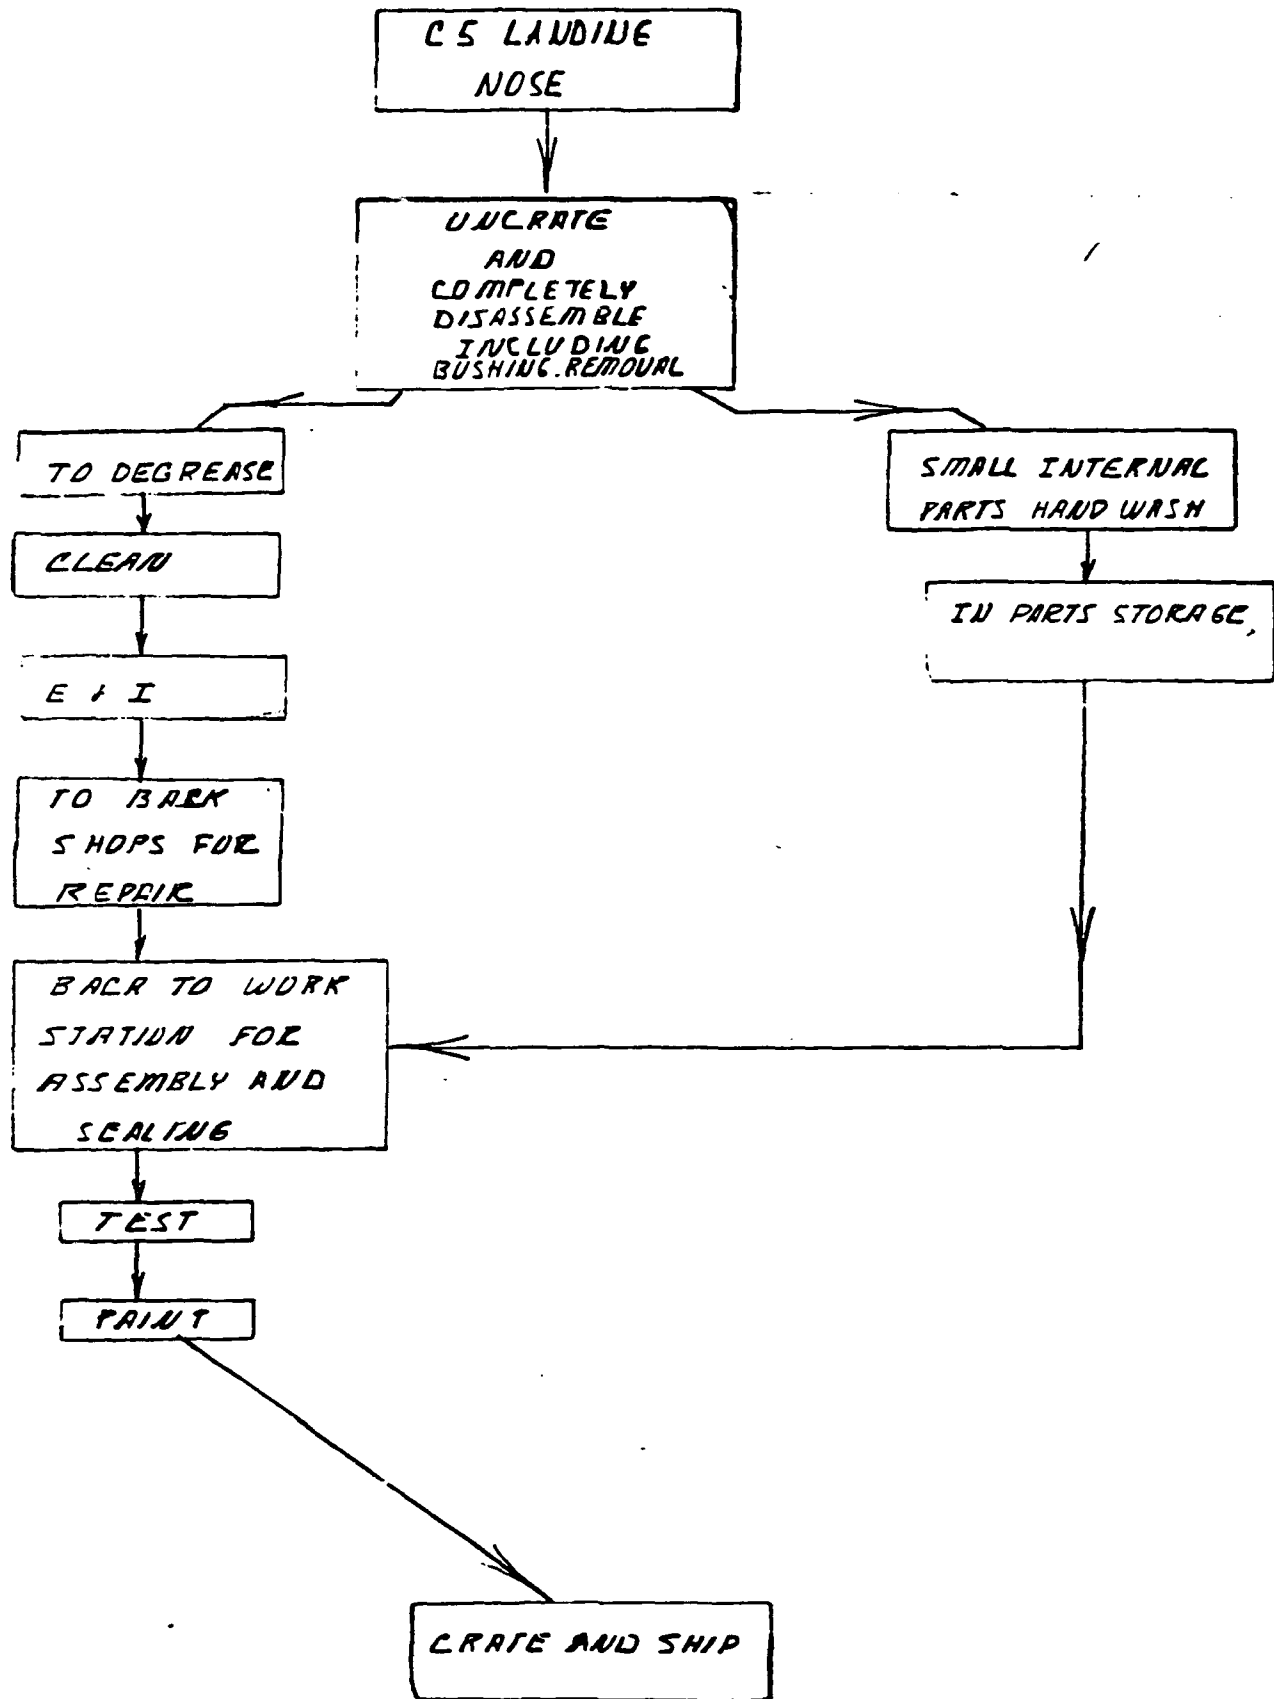 C5 LANDINE
NOSE
UNCRATE
AND
COMPLETELY
DISASSEMBLE
INCLUDING
BUSHING.REMOVAL
TO DEGREASE
SMALL INTERNAL
PARTS HAND WASH
CLEAN
IN PARTS STORAGE
E & I
TO BACK
SHOPS FOR
REPAIR
BACK TO WORK
STATION FOR
ASSEMBLY AND
SEALING
TEST
PAINT
CRATE AND SHIP